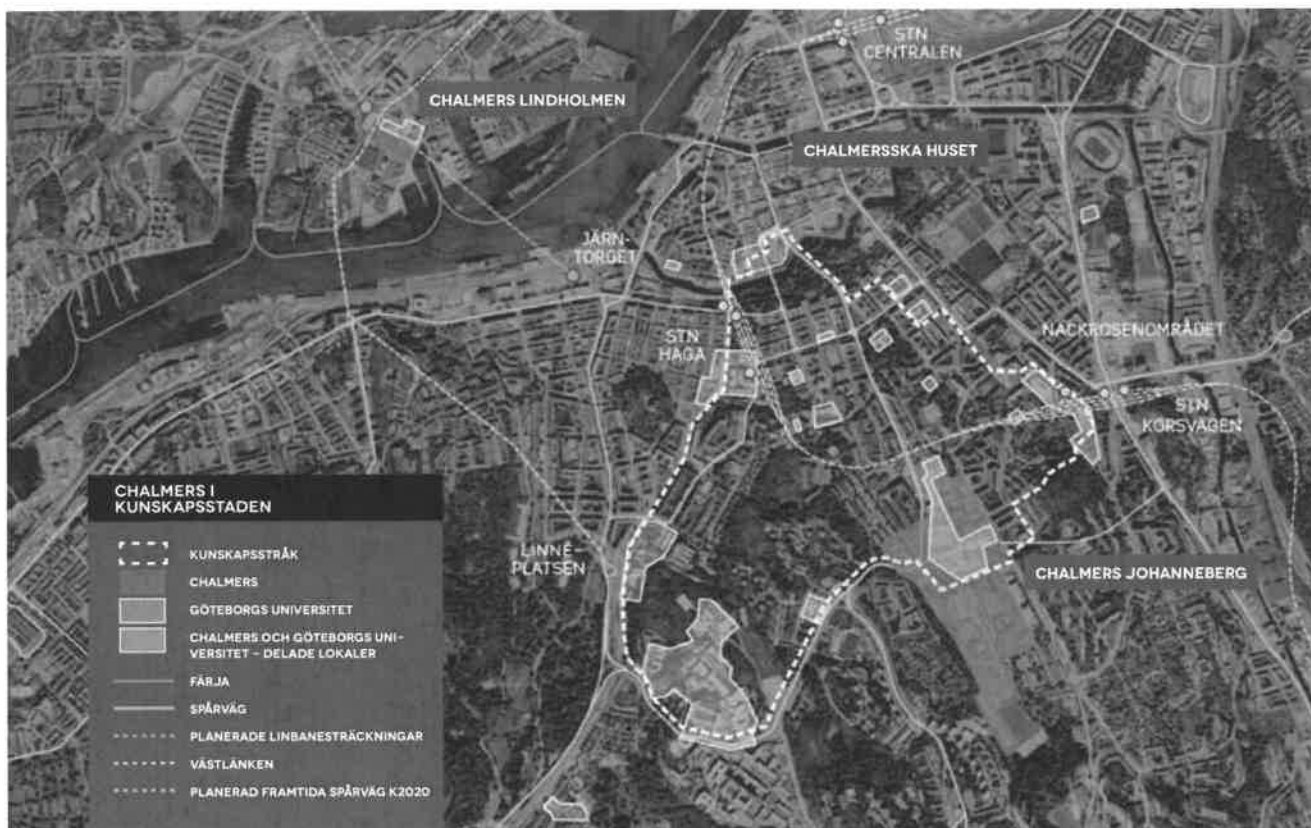 STN
CENTRALEN
CHALMERS LINDHOLMEN
CHALMERSSKA HUSET
JÄRN-
TORGET
NÄCKROSENOMRÅDET
STN
HAGA
STN
KORSVÄGEN
LINNÉ-
PLATSEN
CHALMERS JOHANNEBERG
CHALMERS I
KUNSKAPSSTADEN
KUNSKAPSSTRÅK
CHALMERS
GÖTEBORGS UNIVERSITET
CHALMERS OCH GÖTEBORGS UNI-
VERSITET – DELADE LOKALER
FÄRJA
SPÅRVÄG
PLANERADE LINBANESTRÄCKNINGAR
VÄSTLÄNKEN
PLANERAD FRAMTIDA SPÅRVÄG K2020